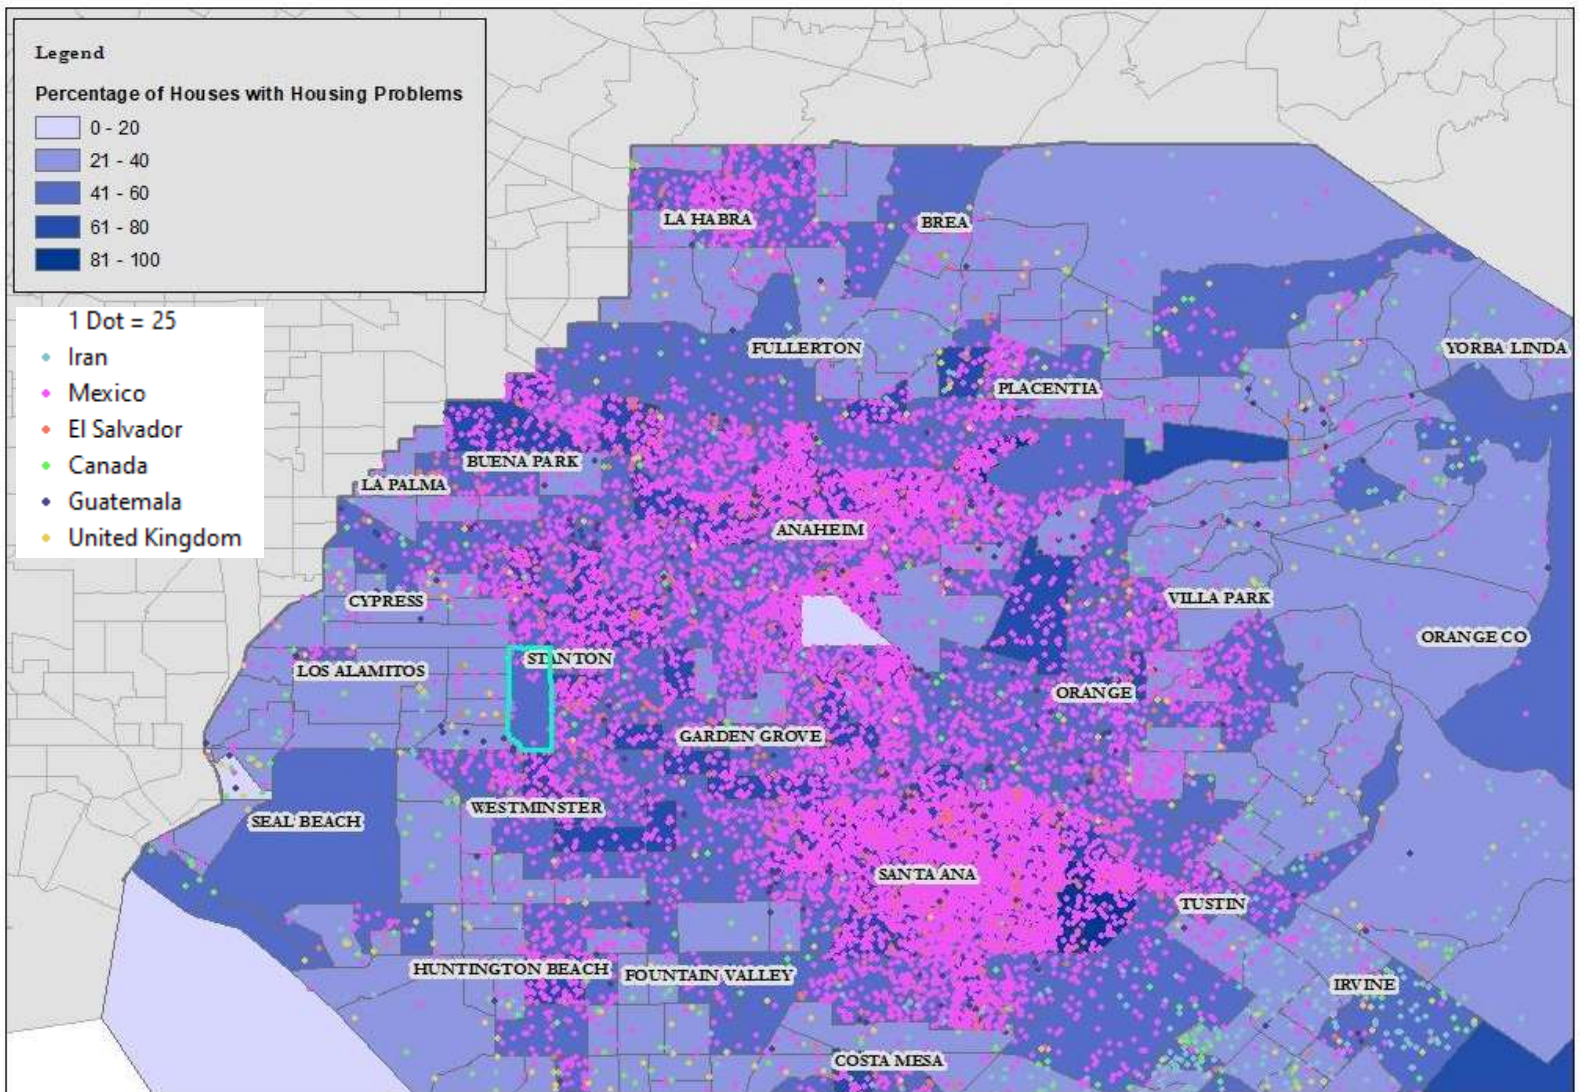 Legend
Percentage of Houses with Housing Problems
0 - 20
21 - 40
41 - 60
61 - 80
81 - 100
1 Dot = 25
Iran
Mexico
El Salvador
Canada
Guatemala
United Kingdom
LA HABRA
BREA
FULLERTON
YORBA LINDA
PLACENTIA
BUENA PARK
LA PALMA
ANAHEIM
CYPRESS
VILLA PARK
ORANGE CO
STANTON
LOS ALAMITOS
ORANGE
GARDEN GROVE
WESTMINSTER
SEAL BEACH
SANTA ANA
TUSTIN
HUNTINGTON BEACH
FOUNTAIN VALLEY
IRVINE
COSTA MESA